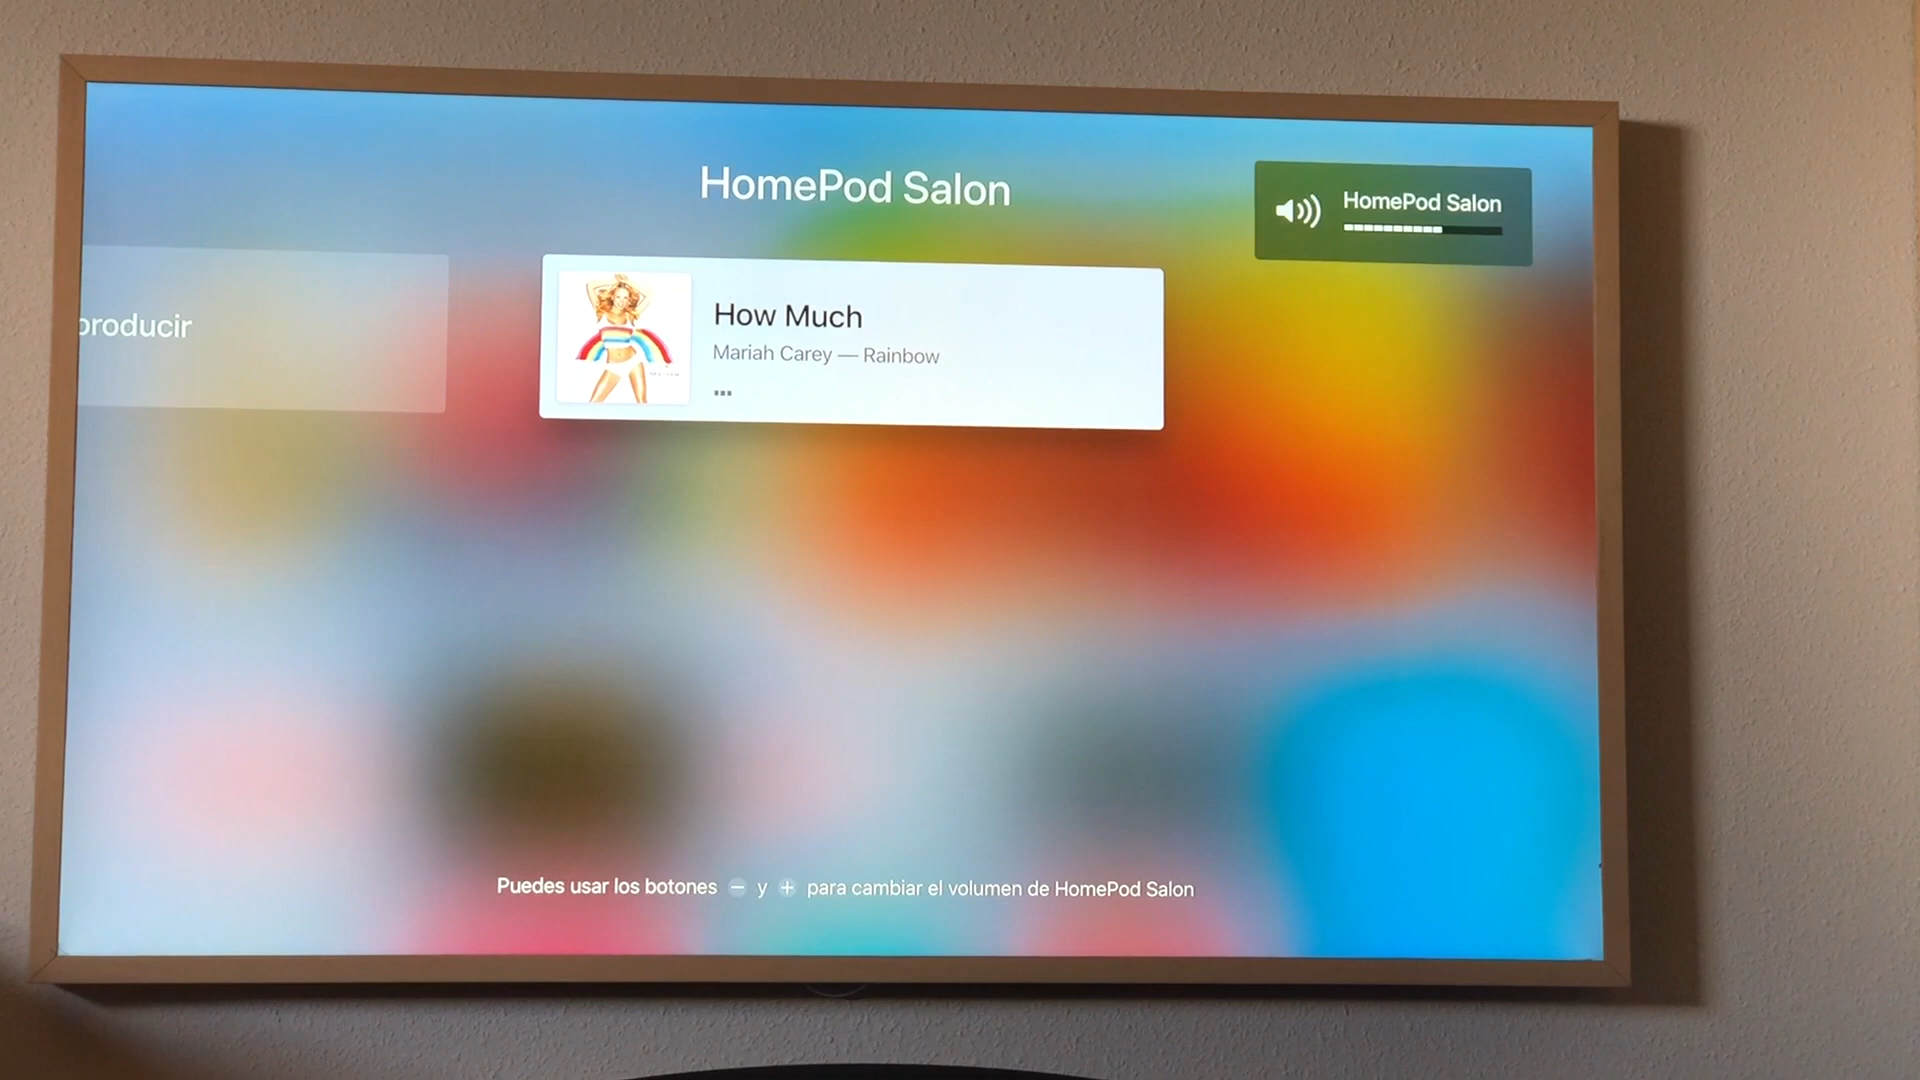 HomePod Salon
HomePod Salon
producir
How Much
Mariah Carey — Rainbow
Puedes usar los botones − y + para cambiar el volumen de HomePod Salon